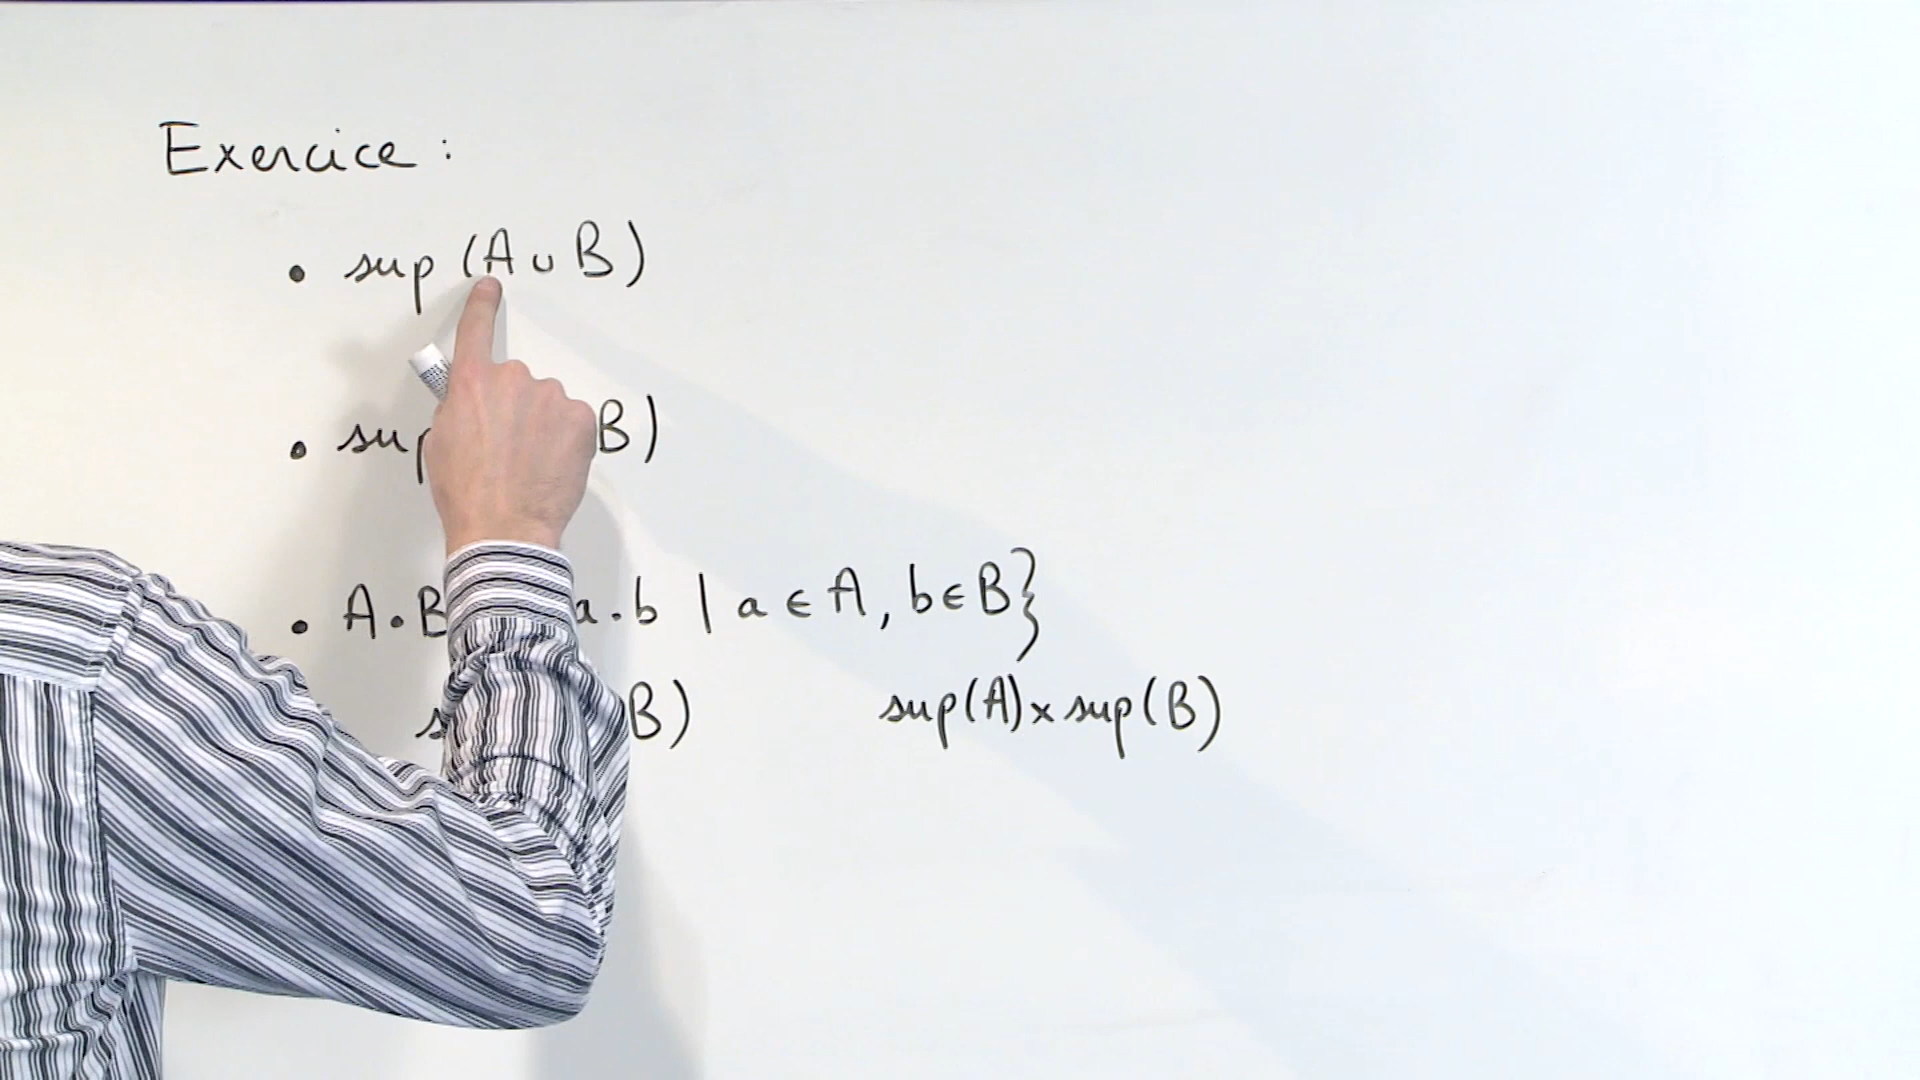 Exercice :
• sup (A ∪ B)
• sup B)
• A.B a.b | a ∈ A, b ∈ B}
B) sup(A) × sup(B)